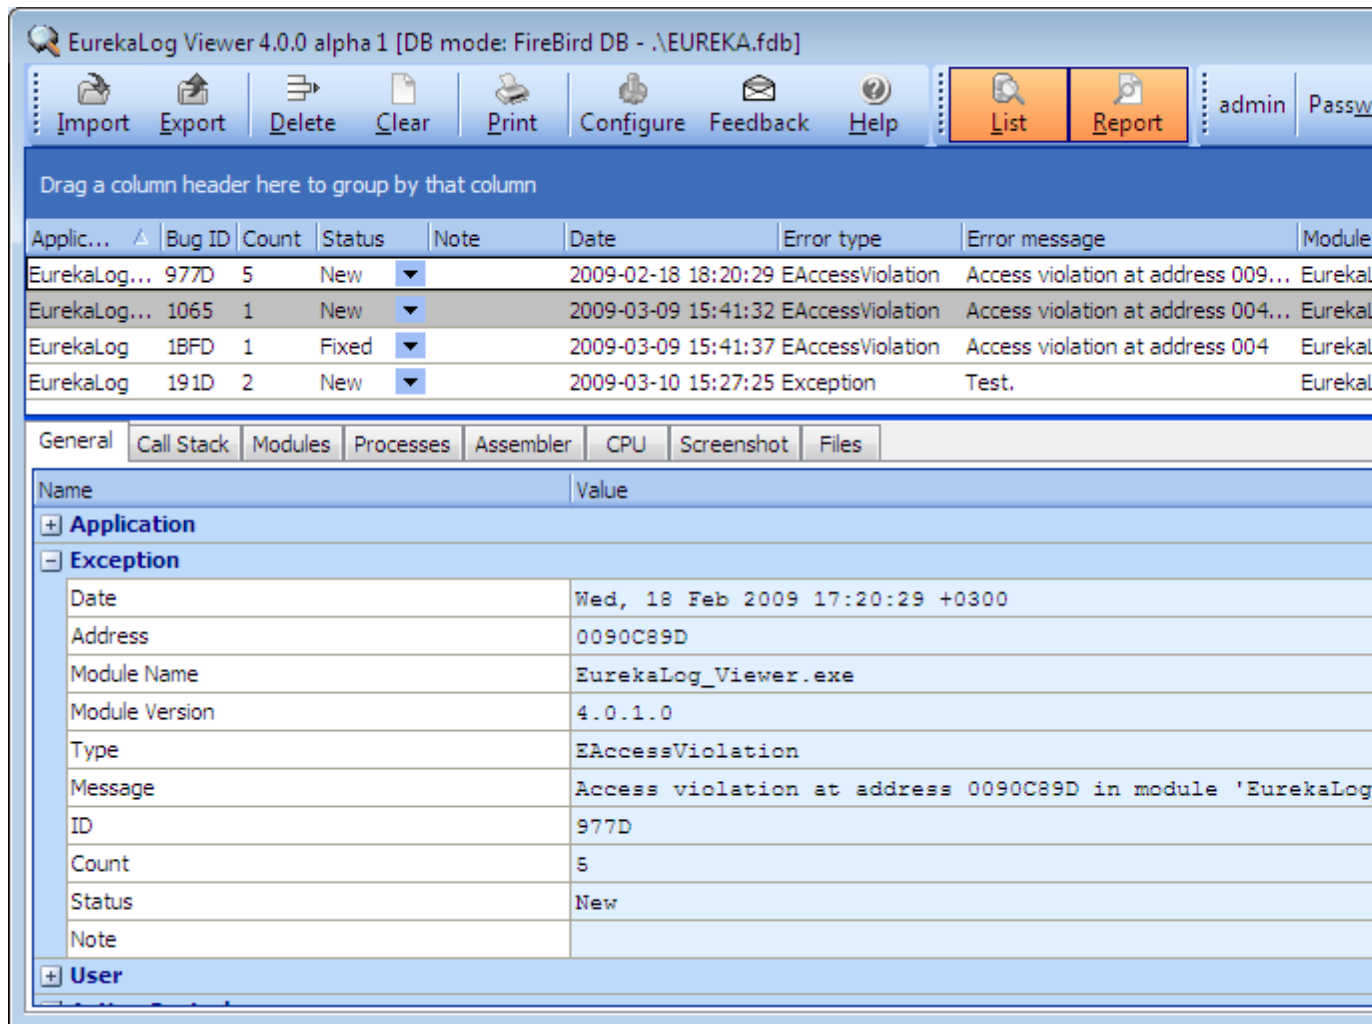 EurekaLog Viewer 4.0.0 alpha 1 [DB mode: FireBird DB - .\EUREKA.fdb]
Import Export Delete Clear Print Configure Feedback Help List Report admin Passw
Drag a column header here to group by that column
Applic... Bug ID Count Status Note Date Error type Error message Module
EurekaLog... 977D 5 New 2009-02-18 18:20:29 EAccessViolation Access violation at address 009... EurekaL
EurekaLog... 1065 1 New 2009-03-09 15:41:32 EAccessViolation Access violation at address 004... EurekaL
EurekaLog 1BFD 1 Fixed 2009-03-09 15:41:37 EAccessViolation Access violation at address 004 EurekaL
EurekaLog 191D 2 New 2009-03-10 15:27:25 Exception Test. EurekaL
General Call Stack Modules Processes Assembler CPU Screenshot Files
Name Value
Application
Exception
Date Wed, 18 Feb 2009 17:20:29 +0300
Address 0090C89D
Module Name EurekaLog_Viewer.exe
Module Version 4.0.1.0
Type EAccessViolation
Message Access violation at address 0090C89D in module 'EurekaLog
ID 977D
Count 5
Status New
Note
User